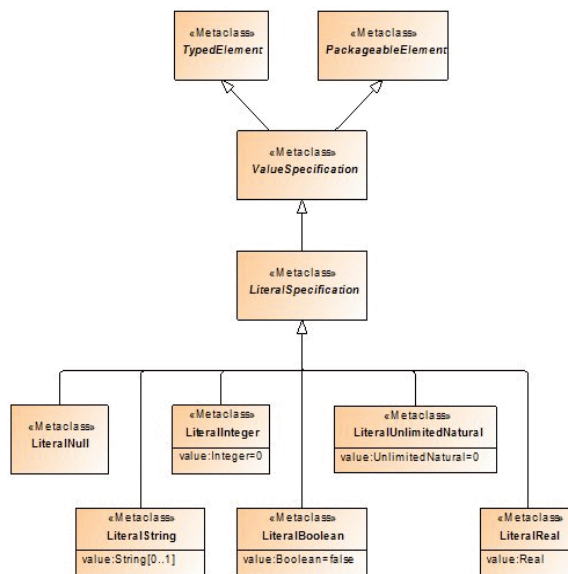 «Metaclass»
TypedElement
«Metaclass»
PackageableElement
«Metaclass»
ValueSpecification
«Metaclass»
LiteralSpecification
«Metaclass»
LiteralNull
«Metaclass»
LiteralInteger
value:Integer=0
«Metaclass»
LiteralUnlimitedNatural
value:UnlimitedNatural=0
«Metaclass»
LiteralString
value:String[0..1]
«Metaclass»
LiteralBoolean
value:Boolean=false
«Metaclass»
LiteralReal
value:Real